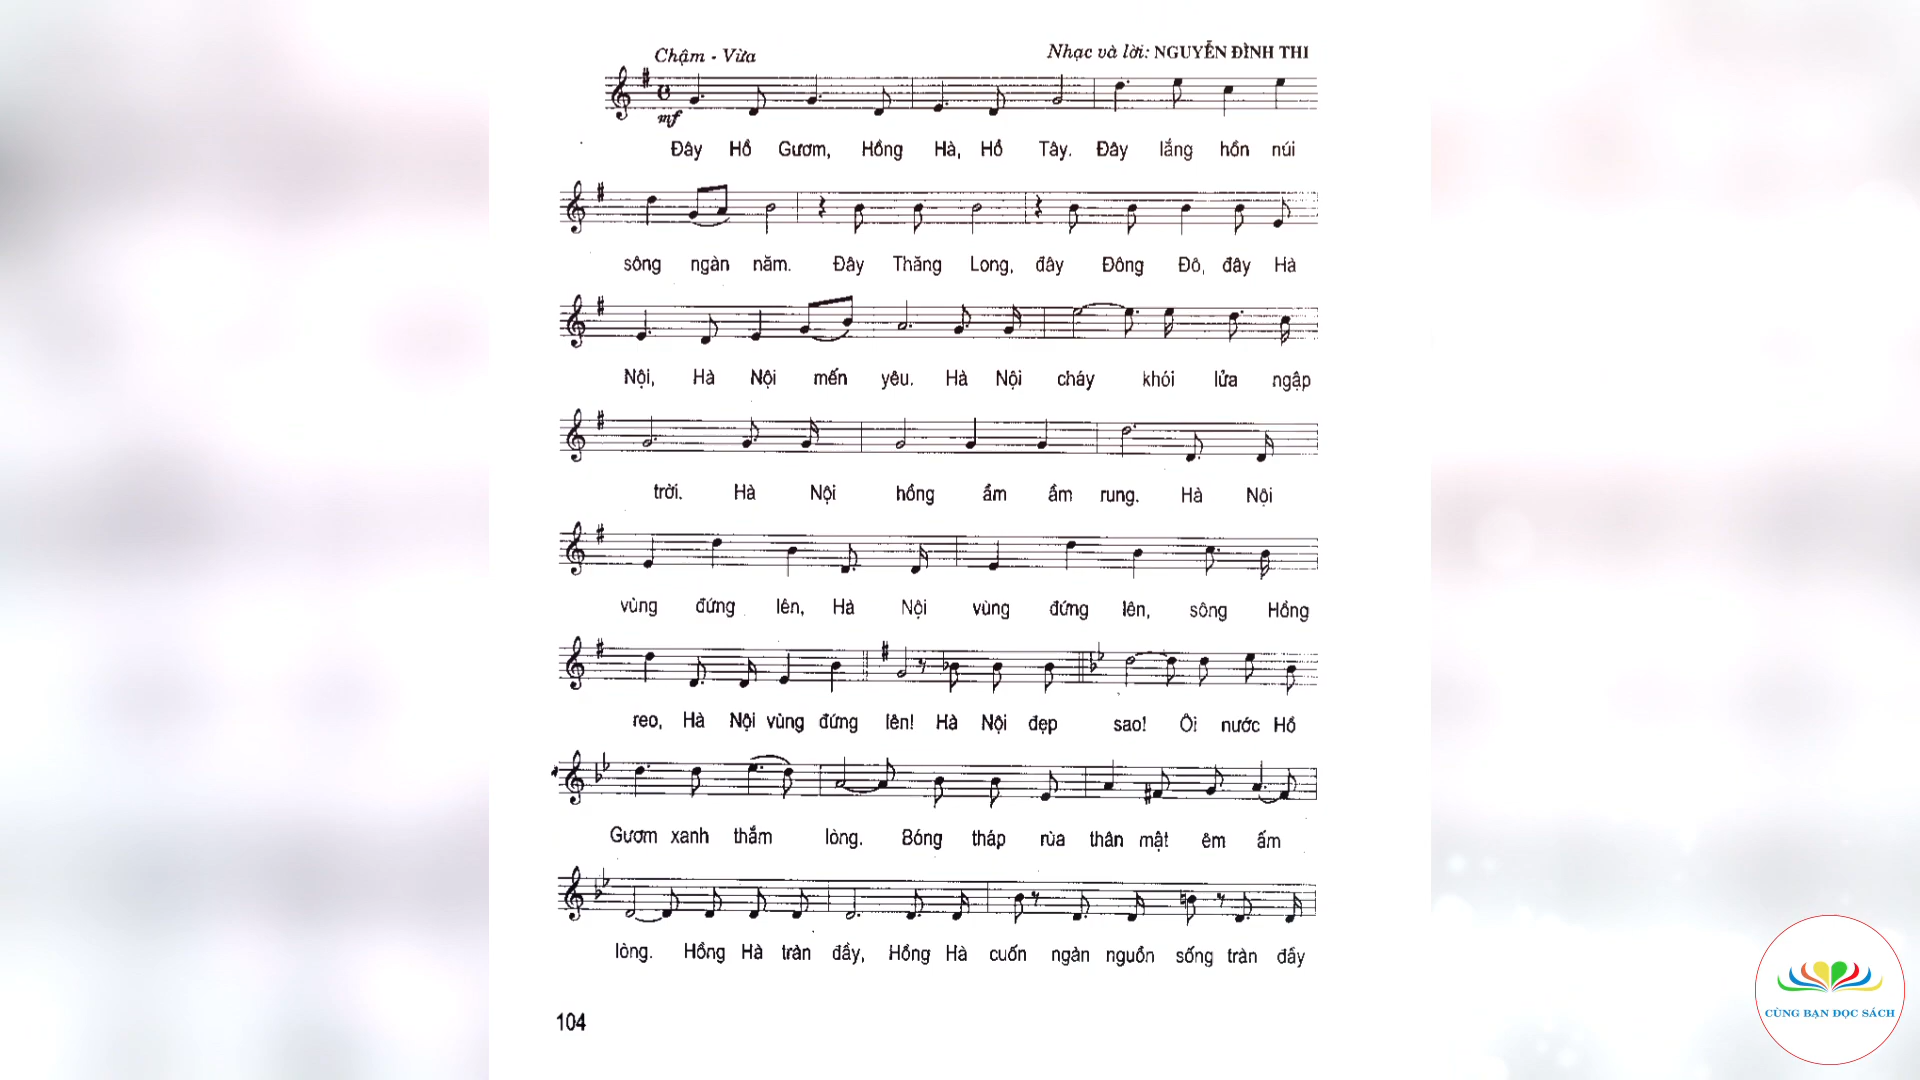 Chậm - Vừa
Nhạc và lời: NGUYỄN ĐÌNH THI
mf
Đây Hồ Gươm, Hồng Hà, Hồ Tây. Đây lắng hồn núi
sông ngàn năm. Đây Thăng Long, đây Đông Đô, đây Hà
Nội, Hà Nội mến yêu. Hà Nội cháy khói lửa ngập
trời. Hà Nội hồng ầm ầm rung. Hà Nội
vùng đứng lên, Hà Nội vùng đứng lên, sông Hồng
reo, Hà Nội vùng đứng lên! Hà Nội đẹp sao! Ôi nước Hồ
Gươm xanh thắm lòng. Bóng tháp rùa thân mật êm ấm
lòng. Hồng Hà tràn đầy, Hồng Hà cuốn ngàn nguồn sống tràn đầy
104
CÙNG BẠN ĐỌC SÁCH